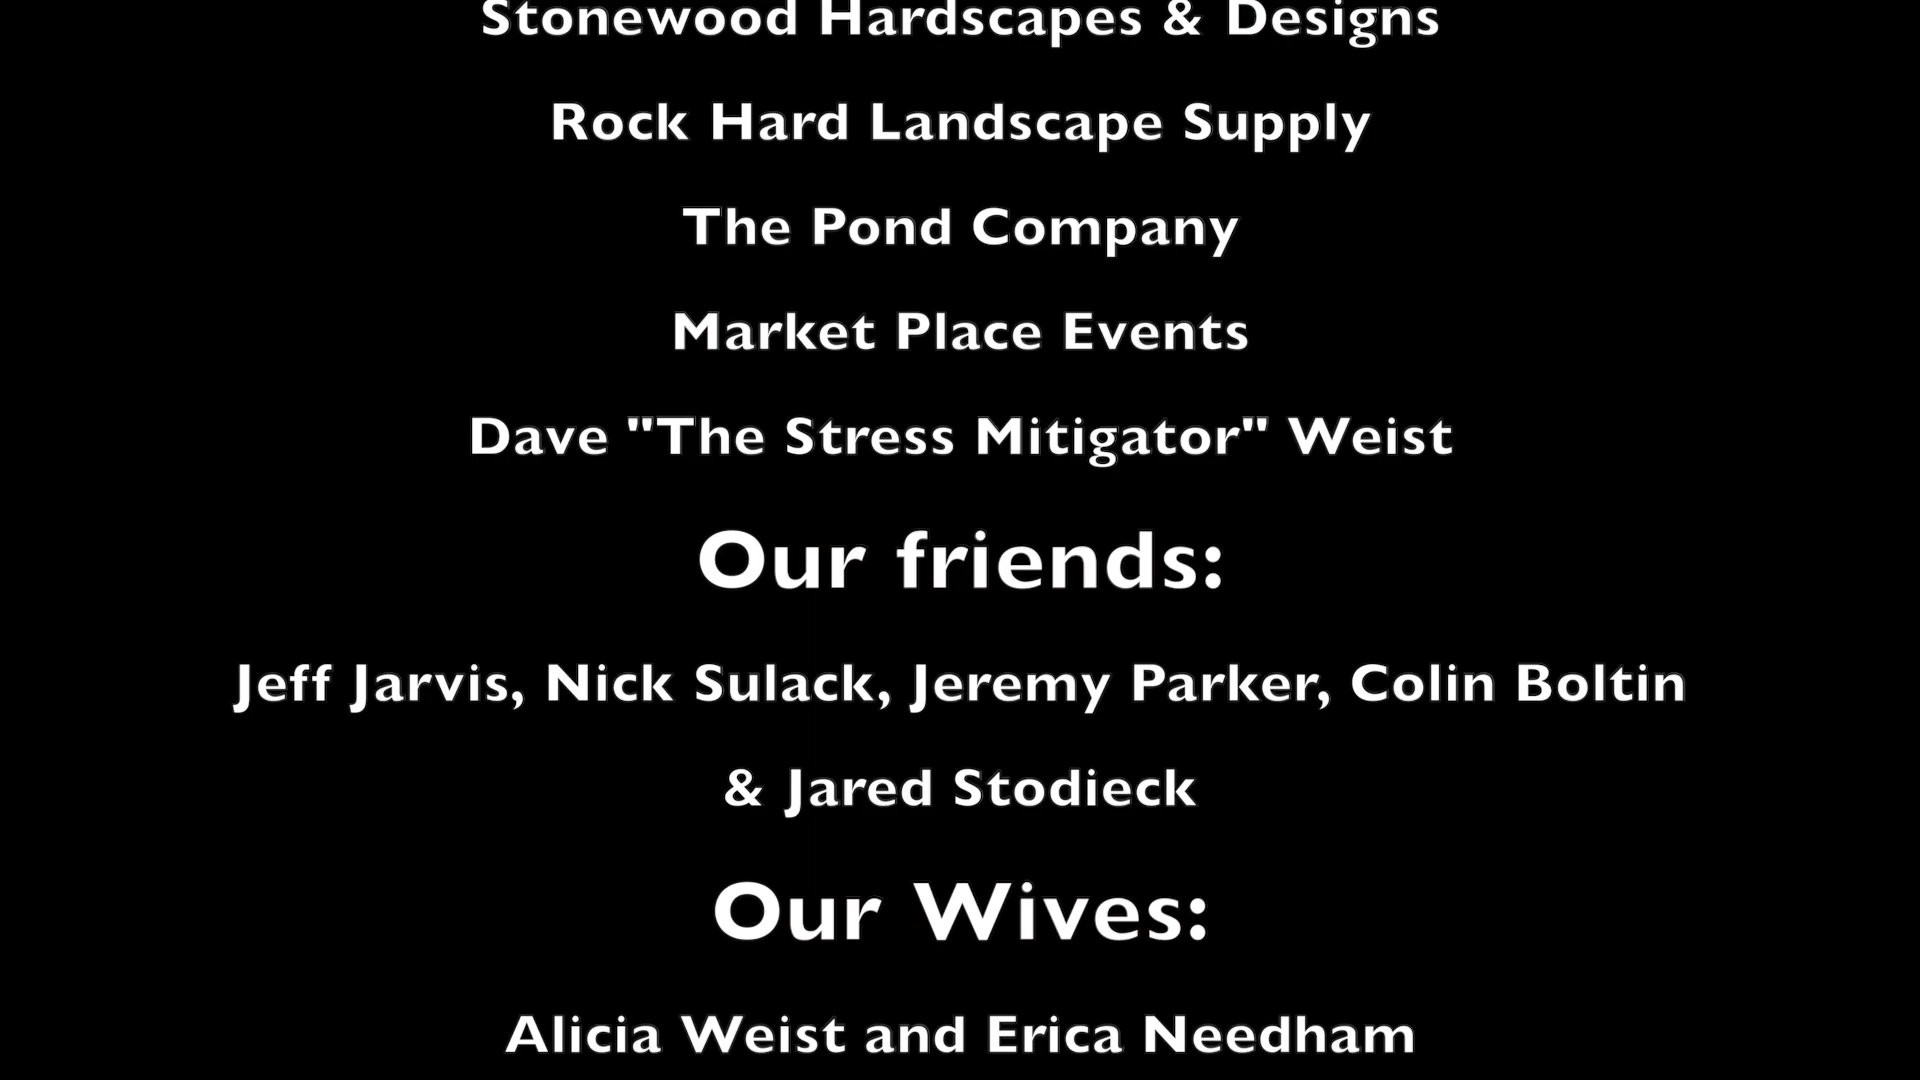 Stonewood Hardscapes & Designs
Rock Hard Landscape Supply
The Pond Company
Market Place Events
Dave "The Stress Mitigator" Weist
Our friends:
Jeff Jarvis, Nick Sulack, Jeremy Parker, Colin Boltin
& Jared Stodieck
Our Wives:
Alicia Weist and Erica Needham